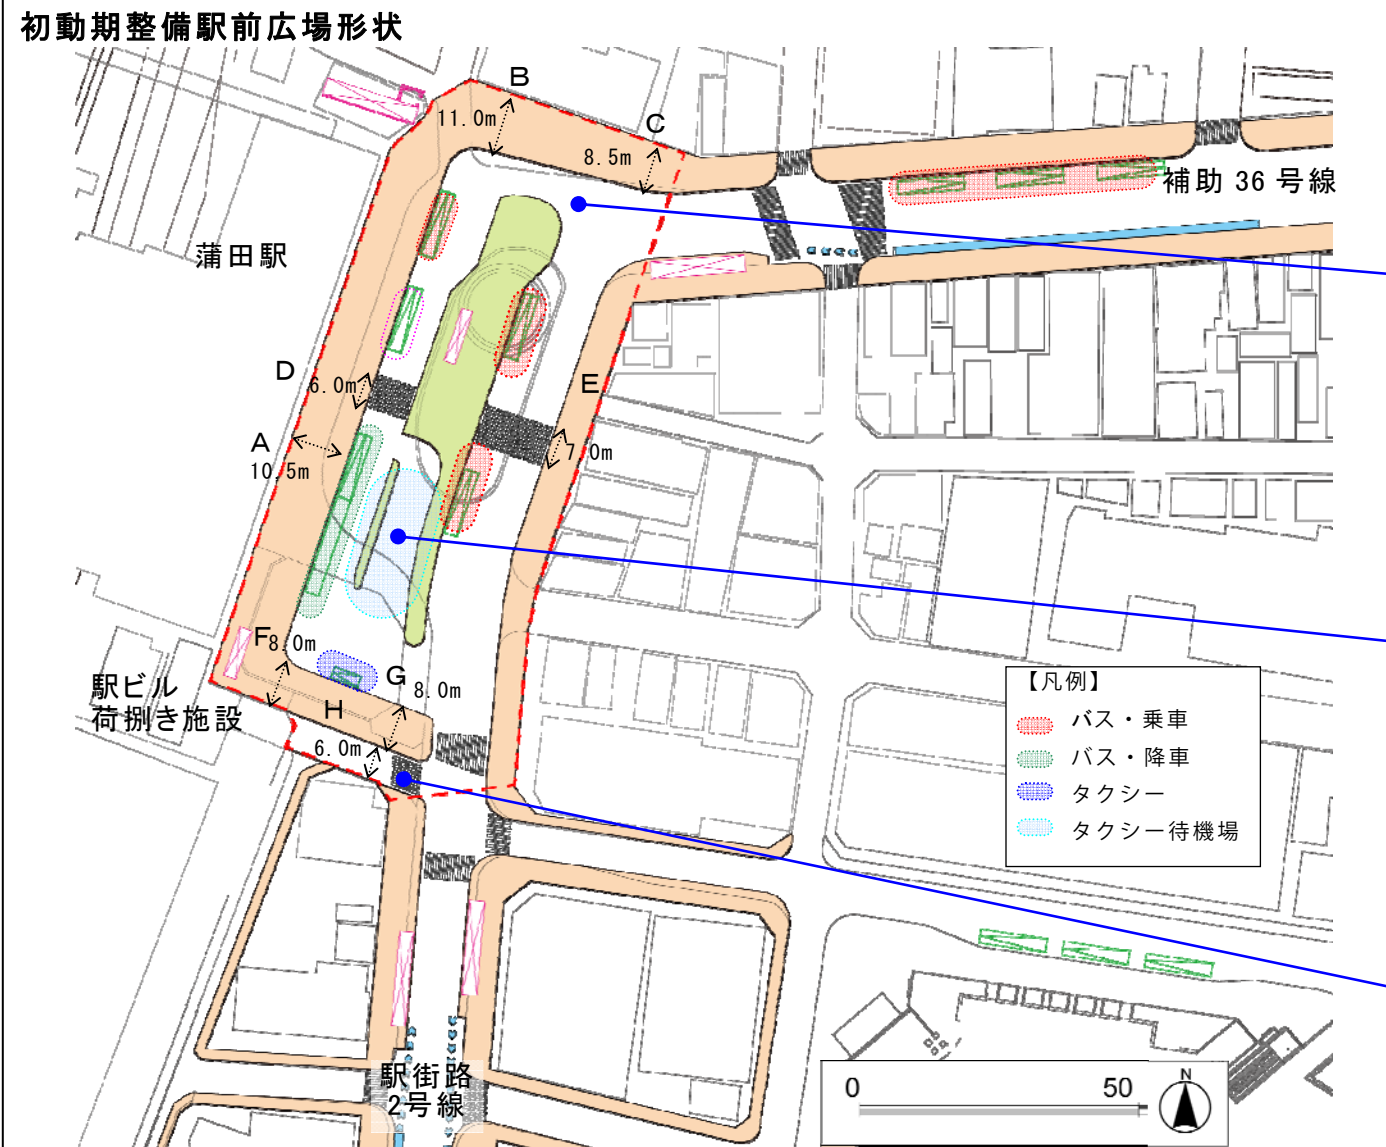 初動期整備駅前広場形状
B
11.0m
C
8.5m
補助 36 号線
蒲田駅
D
6.0m
E
A
10.5m
7.0m
F
8.0m
G
8.0m
H
6.0m
駅ビル
荷捌き施設
【凡例】
バス・乗車
バス・降車
タクシー
タクシー待機場
駅街路
2号線
0
50
N